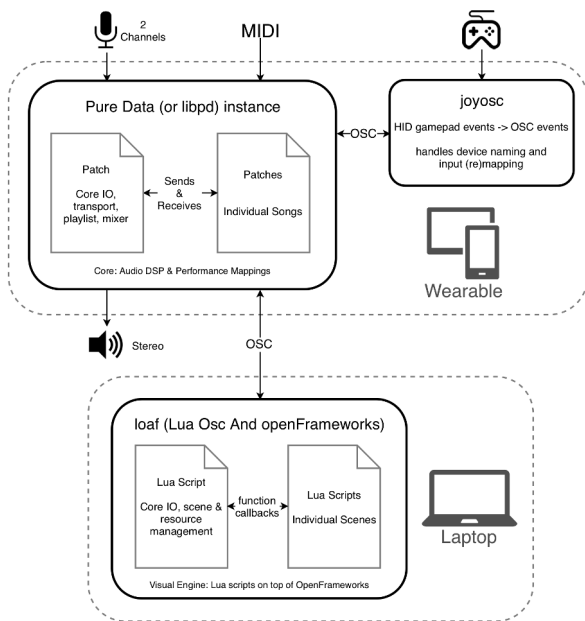 2
Channels
MIDI
Pure Data (or libpd) instance
Patch
Core IO,
transport,
playlist, mixer
Sends
&
Receives
Patches
Individual Songs
Core: Audio DSP & Performance Mappings
OSC
joyosc
HID gamepad events -> OSC events
handles device naming and
input (re)mapping
Wearable
Stereo
OSC
loaf (Lua Osc And openFrameworks)
Lua Script
Core IO, scene &
resource
management
function
callbacks
Lua Scripts
Individual Scenes
Visual Engine: Lua scripts on top of OpenFrameworks
Laptop